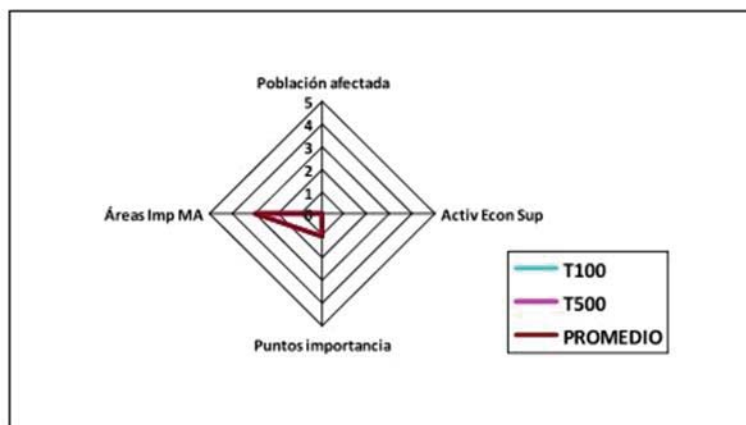 Población afectada
5
4
3
2
1
0
Áreas Imp MA
Activ Econ Sup
Puntos importancia
T100
T500
PROMEDIO